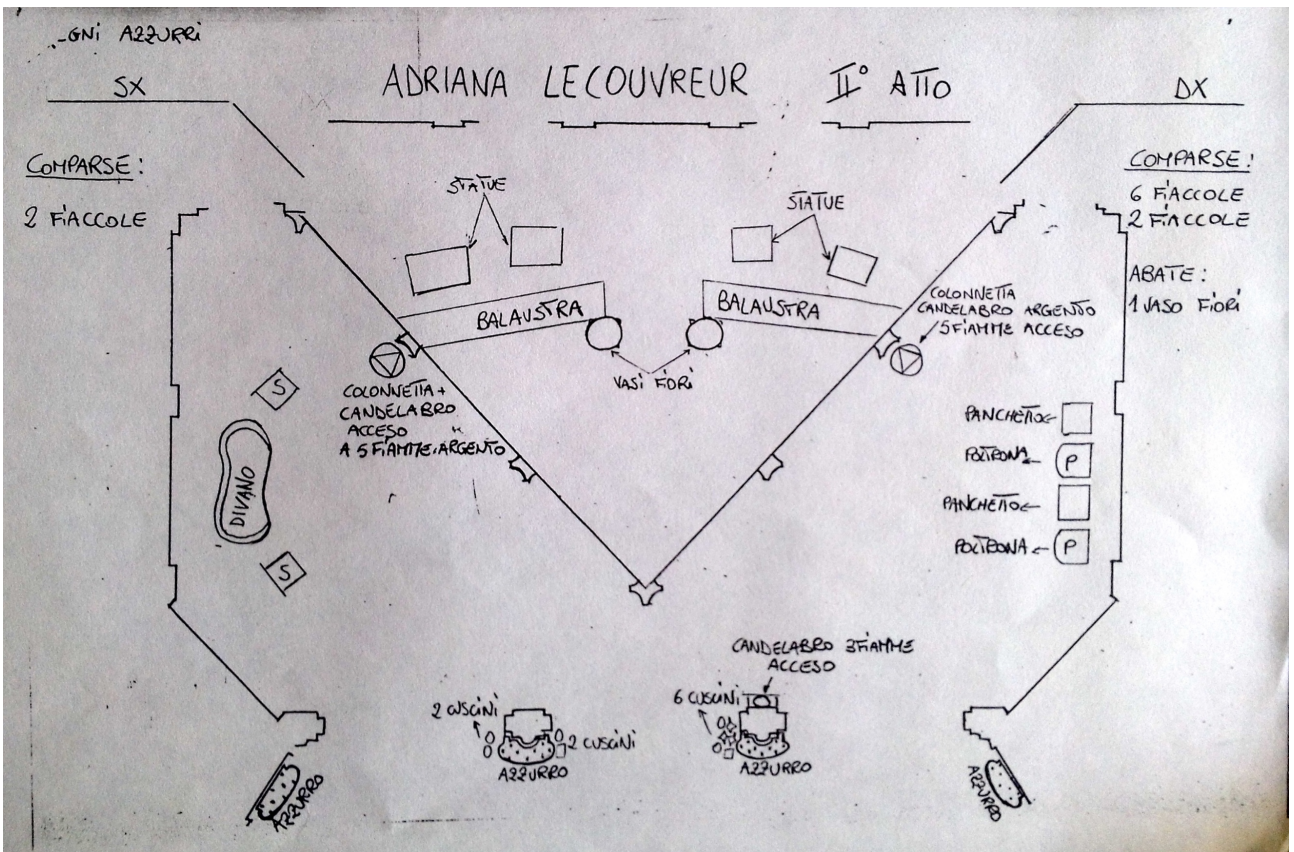 -GNI AZZURRI
SX
ADRIANA LECOUVREUR II° ATTO
DX
COMPARSE:
2 FIACCOLE
COMPARSE:
6 FIACCOLE
2 FIACCOLE
ABATE:
1 VASO FIORI
STATUE
STATUE
BALAUSTRA
BALAUSTRA
COLONNETTA
CANDELABRO ARGENTO
5 FIAMME ACCESO
VASI FIORI
COLONNETTA +
CANDELABRO
ACCESO
A 5 FIAMME ARGENTO
S
DIVANO
S
PANCHETTO
POLTRONA P
PANCHETTO
POLTRONA P
CANDELABRO 3 FIAMME
ACCESO
2 CUSCINI
2 CUSCINI
AZZURRO
6 CUSCINI
AZZURRO
AZZURRO
AZZURRO